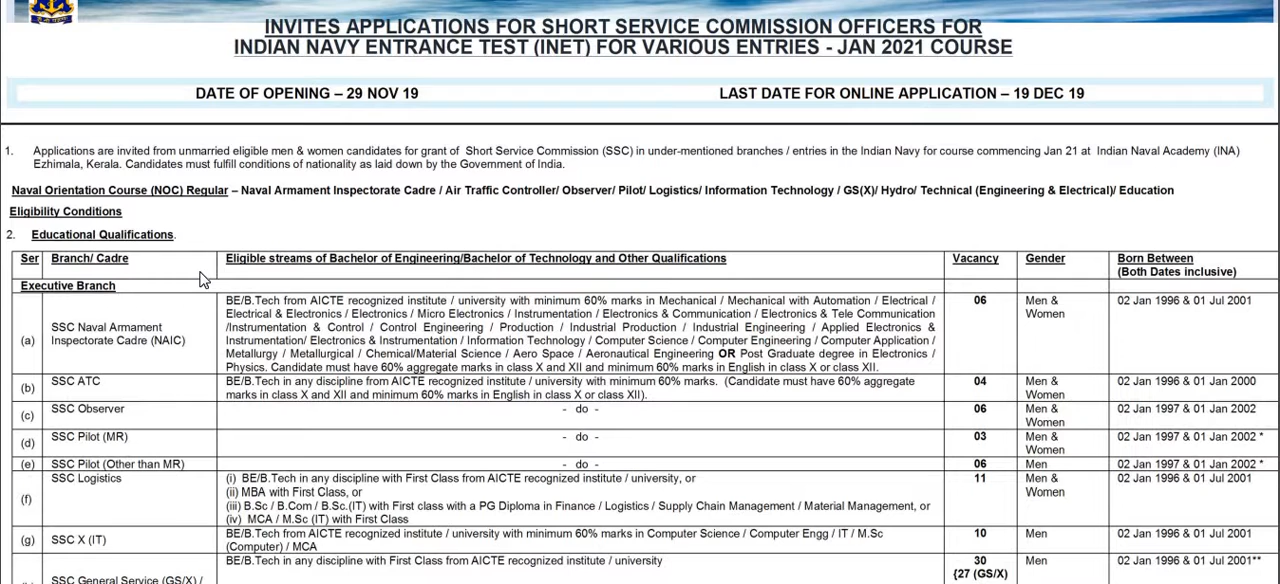 INVITES APPLICATIONS FOR SHORT SERVICE COMMISSION OFFICERS FOR
INDIAN NAVY ENTRANCE TEST (INET) FOR VARIOUS ENTRIES - JAN 2021 COURSE
DATE OF OPENING – 29 NOV 19 LAST DATE FOR ONLINE APPLICATION – 19 DEC 19
1. Applications are invited from unmarried eligible men & women candidates for grant of Short Service Commission (SSC) in under-mentioned branches / entries in the Indian Navy for course commencing Jan 21 at Indian Naval Academy (INA)
Ezhimala, Kerala. Candidates must fulfill conditions of nationality as laid down by the Government of India.
Naval Orientation Course (NOC) Regular – Naval Armament Inspectorate Cadre / Air Traffic Controller/ Observer/ Pilot/ Logistics/ Information Technology / GS(X)/ Hydro/ Technical (Engineering & Electrical)/ Education
Eligibility Conditions
2. Educational Qualifications.
Ser Branch/ Cadre Eligible streams of Bachelor of Engineering/Bachelor of Technology and Other Qualifications Vacancy Gender Born Between
(Both Dates inclusive)
Executive Branch
(a) SSC Naval Armament
Inspectorate Cadre (NAIC)
BE/B.Tech from AICTE recognized institute / university with minimum 60% marks in Mechanical / Mechanical with Automation / Electrical /
Electrical & Electronics / Electronics / Micro Electronics / Instrumentation / Electronics & Communication / Electronics & Tele Communication
/Instrumentation & Control / Control Engineering / Production / Industrial Production / Industrial Engineering / Applied Electronics &
Instrumentation/ Electronics & Instrumentation / Information Technology / Computer Science / Computer Engineering / Computer Application /
Metallurgy / Metallurgical / Chemical/Material Science / Aero Space / Aeronautical Engineering OR Post Graduate degree in Electronics /
Physics. Candidate must have 60% aggregate marks in class X and XII and minimum 60% marks in English in class X or class XII.
06 Men &
Women
02 Jan 1996 & 01 Jul 2001
(b) SSC ATC
BE/B.Tech in any discipline from AICTE recognized institute / university with minimum 60% marks. (Candidate must have 60% aggregate
marks in class X and XII and minimum 60% marks in English in class X or class XII).
04 Men &
Women
02 Jan 1996 & 01 Jan 2000
(c) SSC Observer - do - 06 Men &
Women
02 Jan 1997 & 01 Jan 2002
(d) SSC Pilot (MR) - do - 03 Men &
Women
02 Jan 1997 & 01 Jan 2002 *
(e) SSC Pilot (Other than MR) - do - 06 Men 02 Jan 1997 & 01 Jan 2002 *
(f) SSC Logistics
(i) BE/B.Tech in any discipline with First Class from AICTE recognized institute / university, or
(ii) MBA with First Class, or
(iii) B.Sc / B.Com / B.Sc.(IT) with First class with a PG Diploma in Finance / Logistics / Supply Chain Management / Material Management, or
(iv) MCA / M.Sc (IT) with First Class
11 Men &
Women
02 Jan 1996 & 01 Jul 2001
(g) SSC X (IT)
BE/B.Tech from AICTE recognized institute / university with minimum 60% marks in Computer Science / Computer Engg / IT / M.Sc
(Computer) / MCA
10 Men 02 Jan 1996 & 01 Jul 2001
SSC General Service (GS/X) /
BE/B.Tech in any discipline with First Class from AICTE recognized institute / university
30
{27 (GS/X)
Men 02 Jan 1996 & 01 Jul 2001**